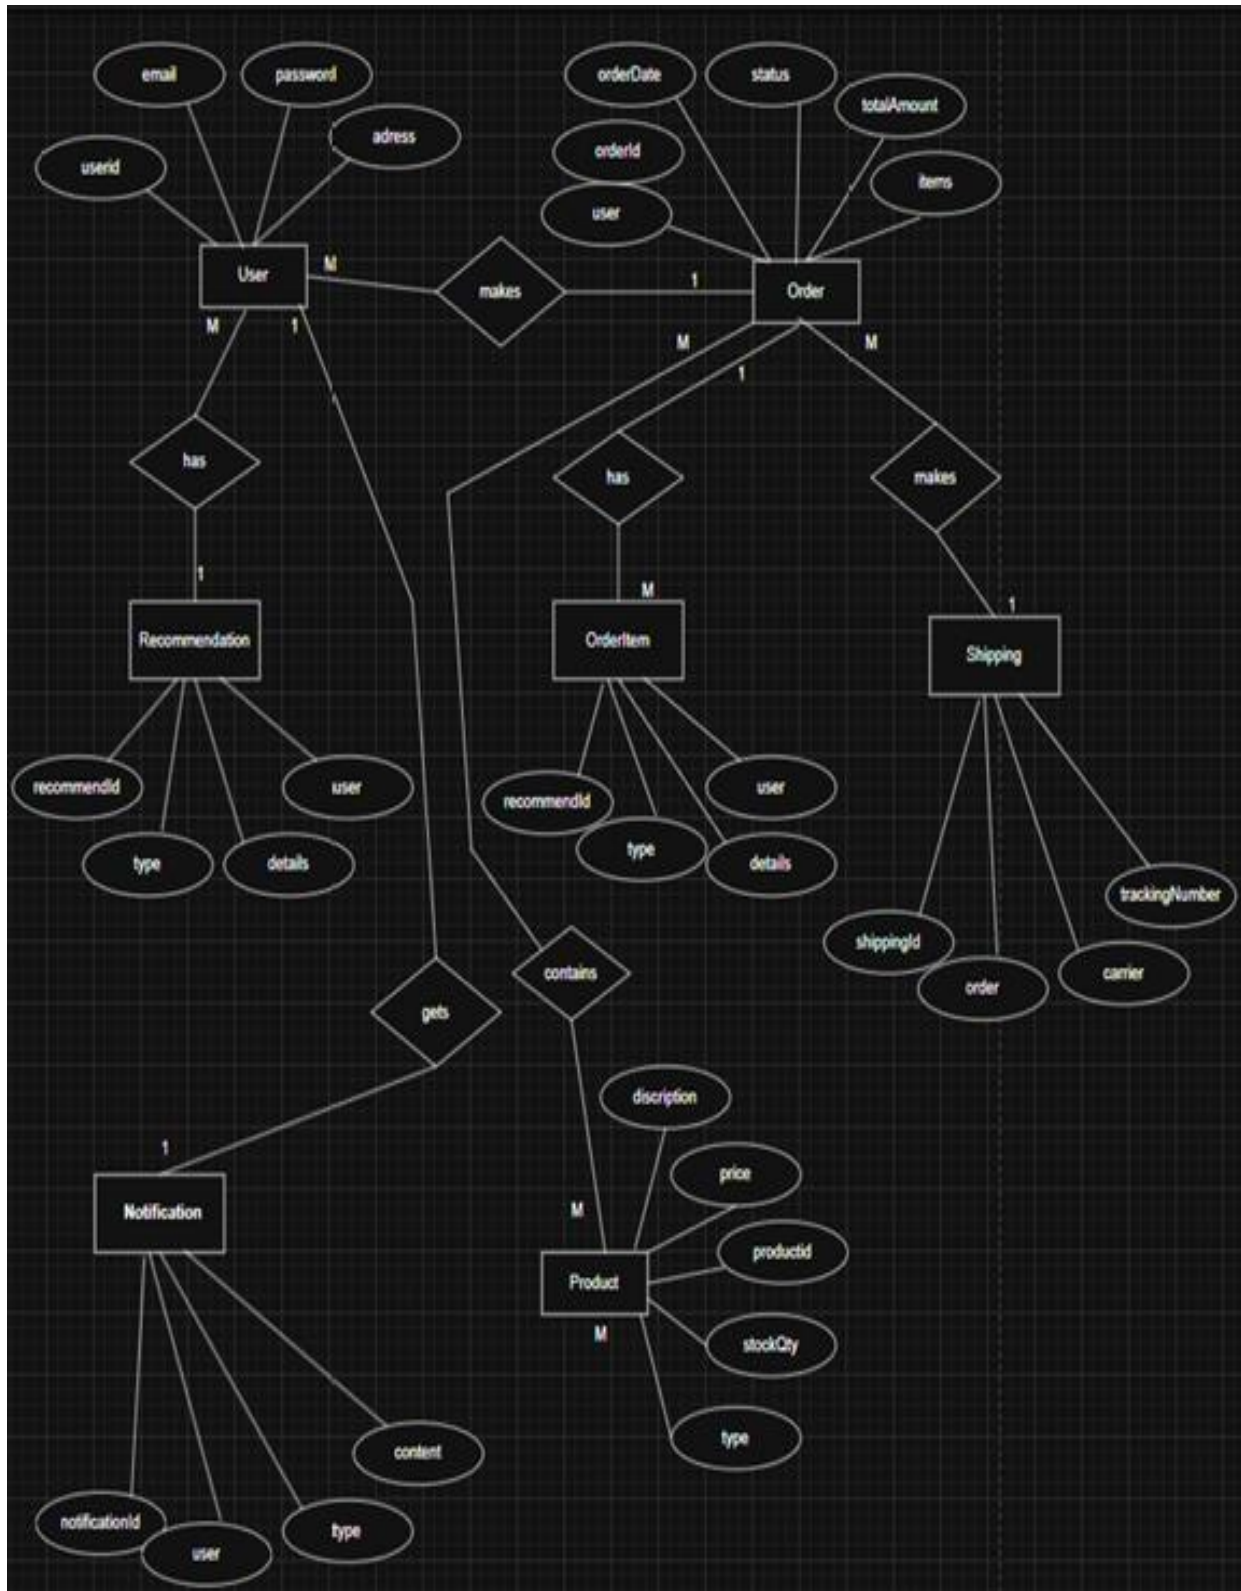 email
password
adress
userid
orderDate
status
totalAmount
orderId
items
user
User
M
makes
1
Order
M
1
M
1
M
has
has
makes
1
M
1
Recommendation
OrderItem
Shipping
recommendId
user
type
details
recommendId
user
type
details
trackingNumber
shippingId
order
carrier
contains
gets
discription
1
price
M
Notification
productid
Product
M
stockQty
type
content
notificationId
user
type